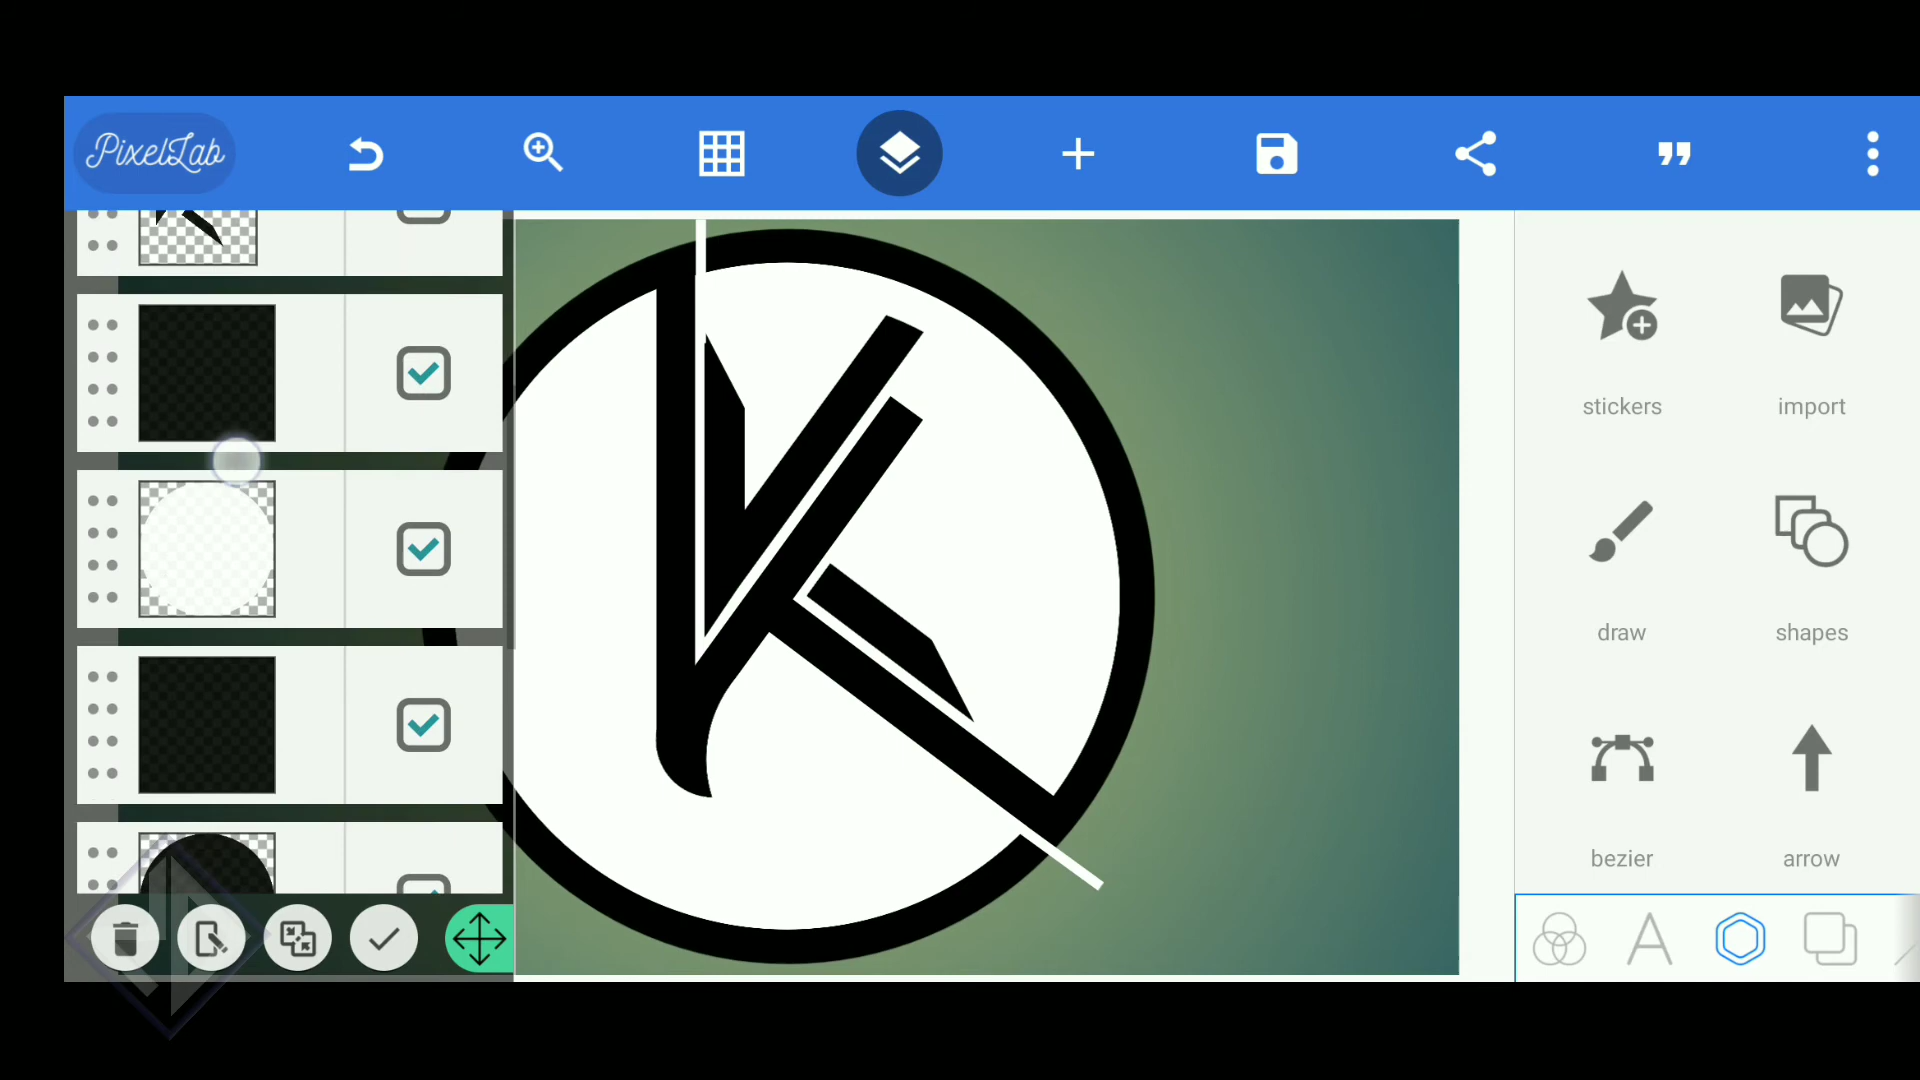 PixelLab
stickers
import
draw
shapes
bezier
arrow